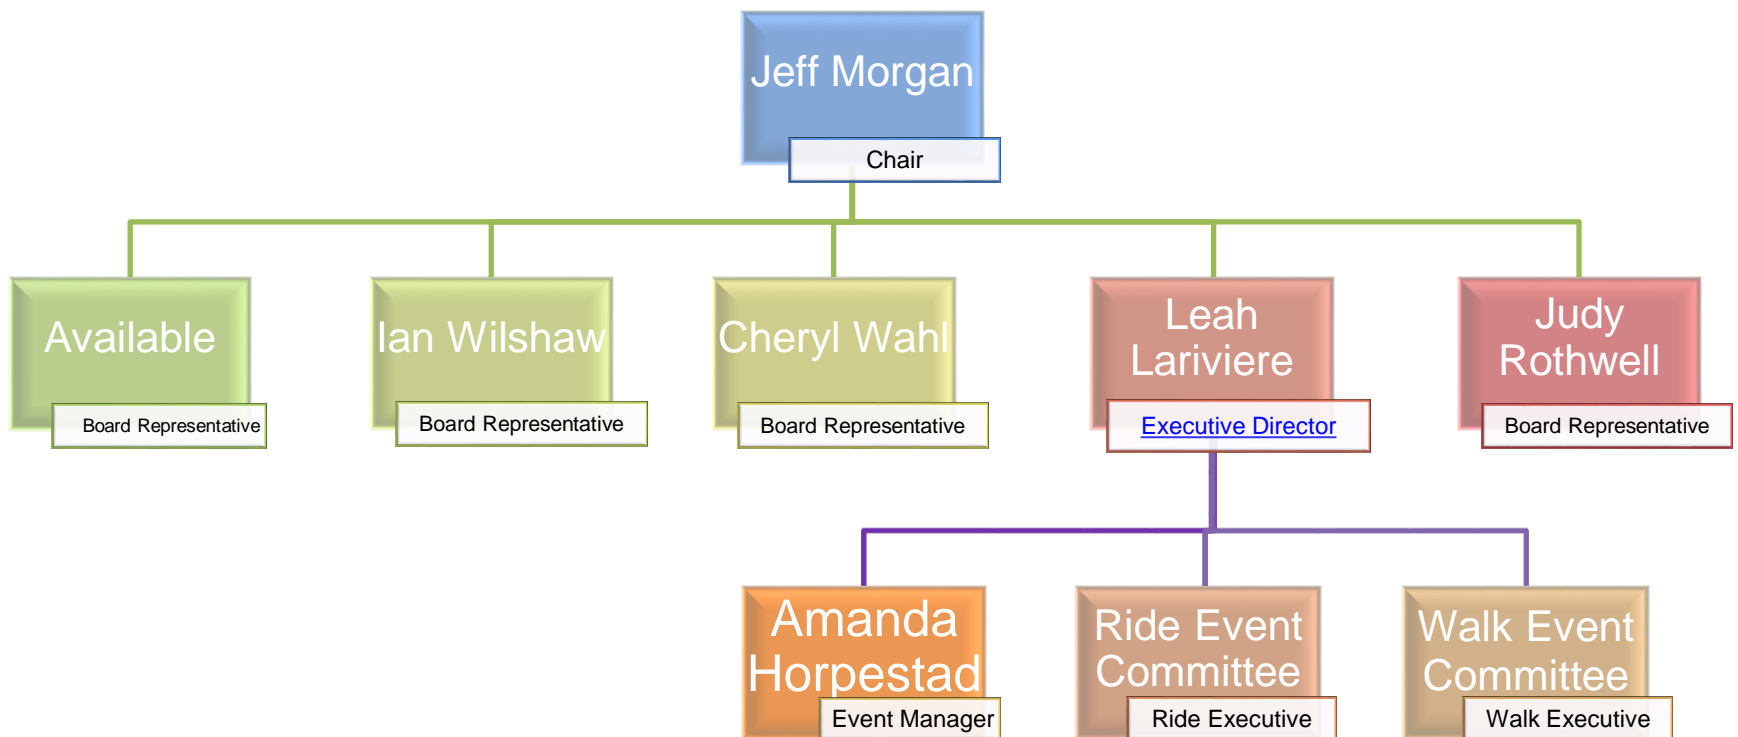 Jeff Morgan
Chair
Available
Board Representative
Ian Wilshaw
Board Representative
Cheryl Wahl
Board Representative
Leah
Lariviere
Executive Director
Judy
Rothwell
Board Representative
Amanda
Horpestad
Event Manager
Ride Event
Committee
Ride Executive
Walk Event
Committee
Walk Executive